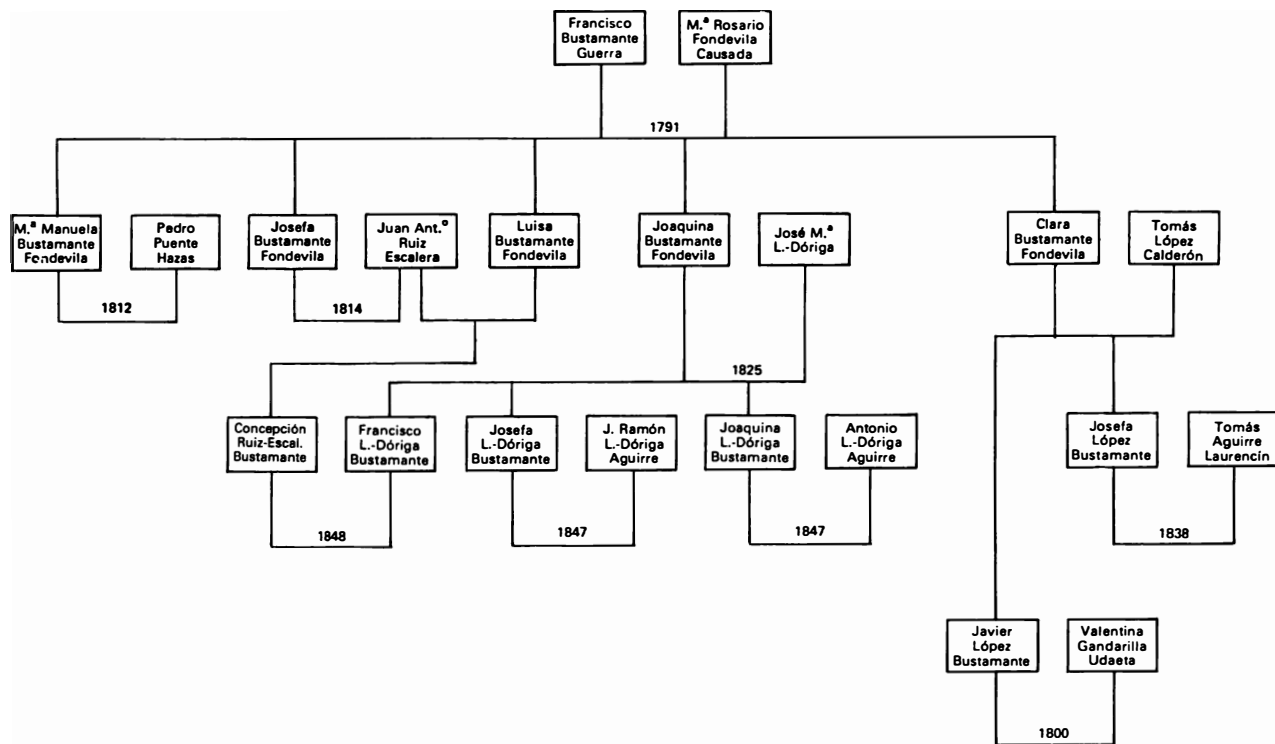 Francisco
Bustamante
Guerra
M.ª Rosario
Fondevila
Causada
1791
M.ª Manuela
Bustamante
Fondevila
Pedro
Puente
Hazas
Josefa
Bustamante
Fondevila
Juan Ant.º
Ruiz
Escalera
Luisa
Bustamante
Fondevila
Joaquina
Bustamante
Fondevila
José M.ª
L.-Dóriga
Clara
Bustamante
Fondevila
Tomás
López
Calderón
1812
1814
1825
Concepción
Ruiz-Escal.
Bustamante
Francisco
L.-Dóriga
Bustamante
Josefa
L.-Dóriga
Bustamante
J. Ramón
L.-Dóriga
Aguirre
Joaquina
L.-Dóriga
Bustamante
Antonio
L.-Dóriga
Aguirre
Josefa
López
Bustamante
Tomás
Aguirre
Laurencín
1848
1847
1847
1838
Javier
López
Bustamante
Valentina
Gandarilla
Udaeta
1800